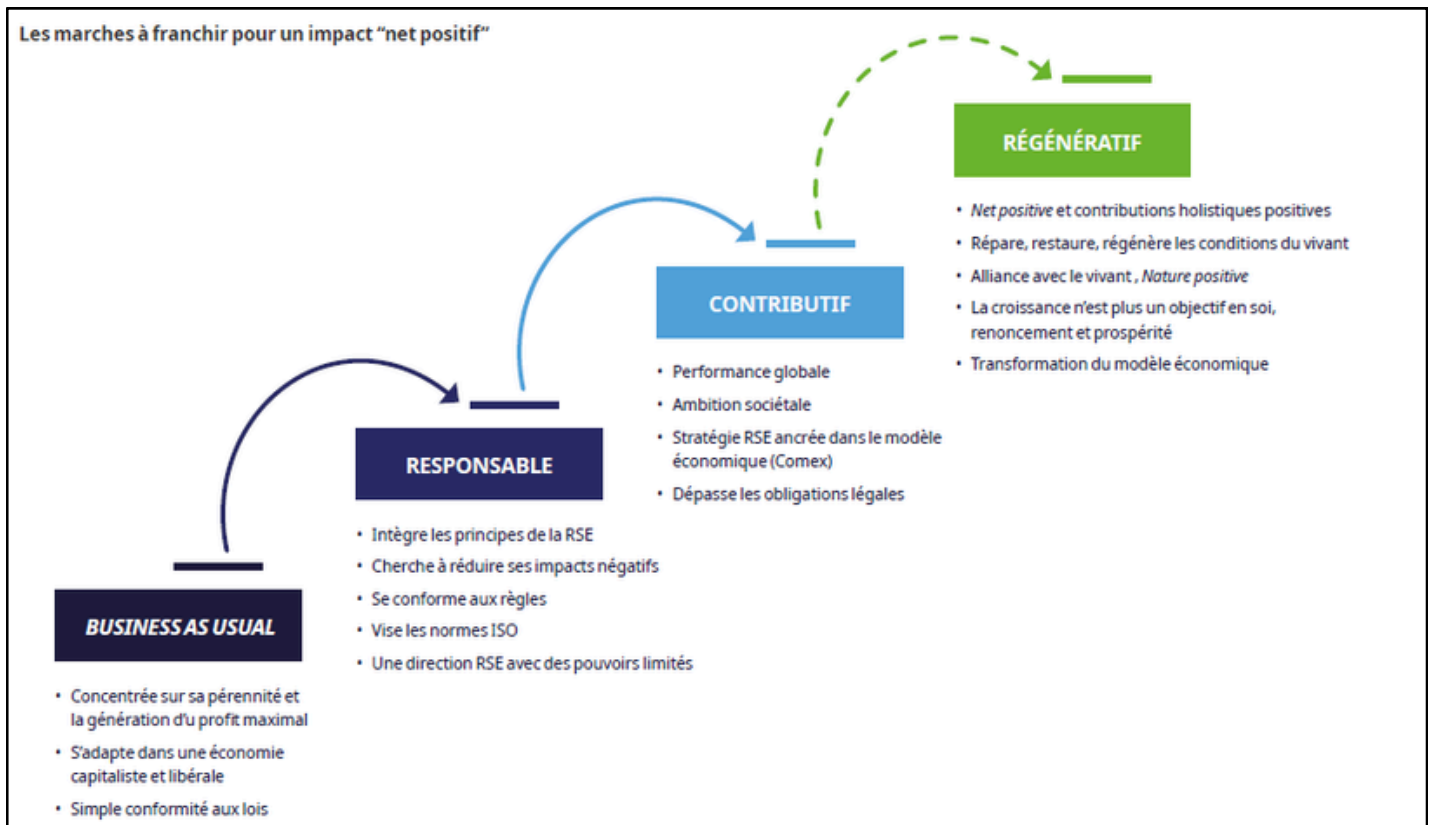 Les marches à franchir pour un impact “net positif”
RÉGÉNÉRATIF
• Net positive et contributions holistiques positives
• Répare, restaure, régénère les conditions du vivant
• Alliance avec le vivant , Nature positive
• La croissance n’est plus un objectif en soi,
renoncement et prospérité
• Transformation du modèle économique
CONTRIBUTIF
• Performance globale
• Ambition sociétale
• Stratégie RSE ancrée dans le modèle
économique (Comex)
• Dépasse les obligations légales
RESPONSABLE
• Intègre les principes de la RSE
• Cherche à réduire ses impacts négatifs
• Se conforme aux règles
• Vise les normes ISO
• Une direction RSE avec des pouvoirs limités
BUSINESS AS USUAL
• Concentrée sur sa pérennité et
la génération d’u profit maximal
• S’adapte dans une économie
capitaliste et libérale
• Simple conformité aux lois